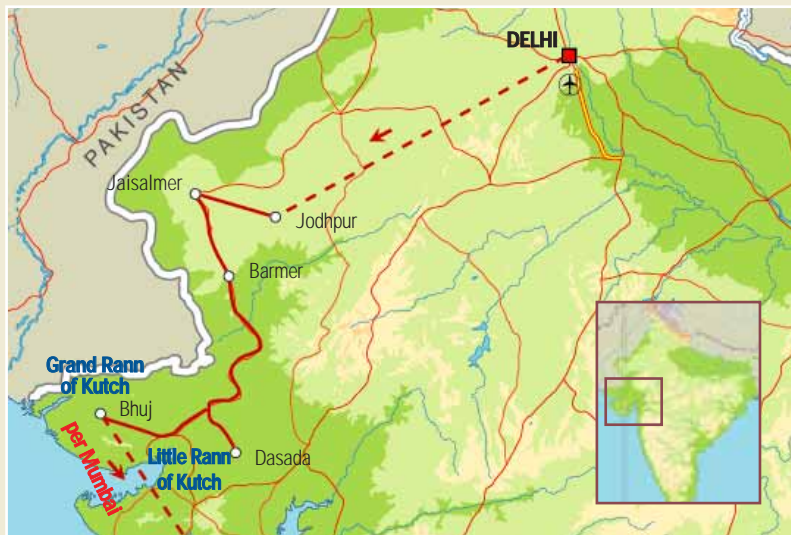 DELHI
PAKISTAN
Jaisalmer
Jodhpur
Barmer
Grand Rann
of Kutch
Bhuj
per Mumbai
Little Rann
of Kutch
Dasada